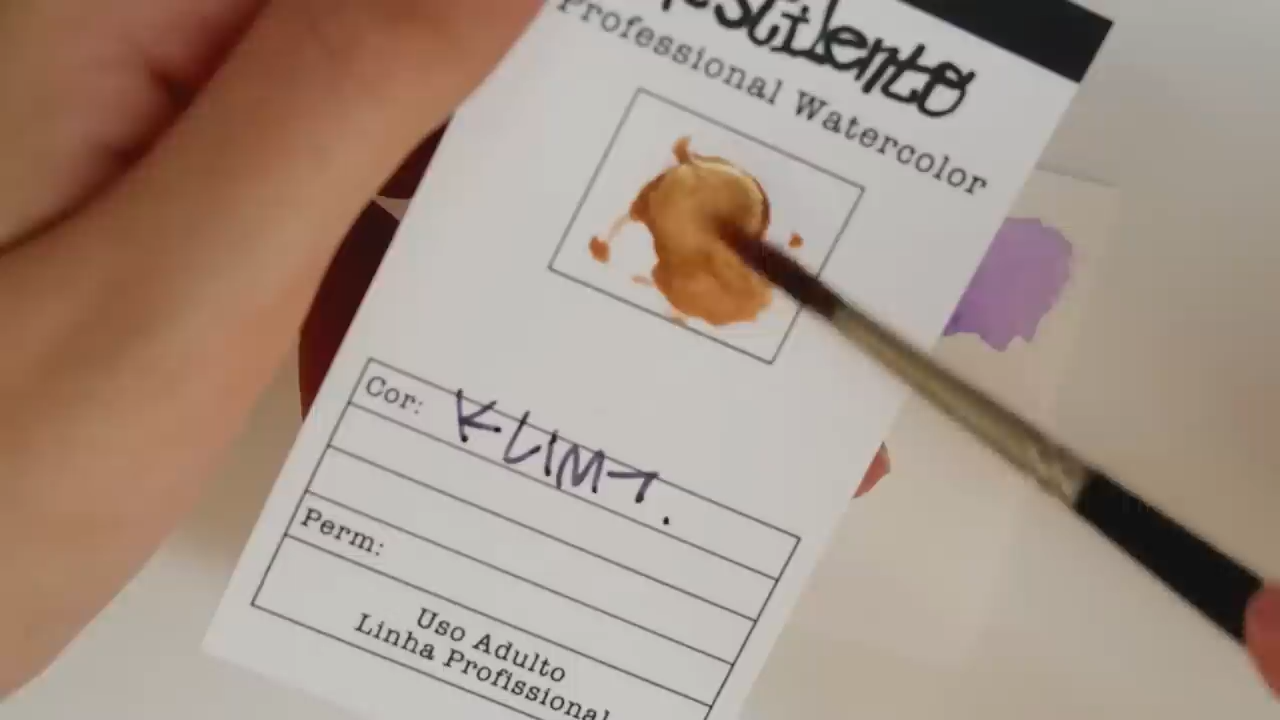 Professional Watercolor
Cor: KLIMT.
Perm:
Uso Adulto
Linha Profissional